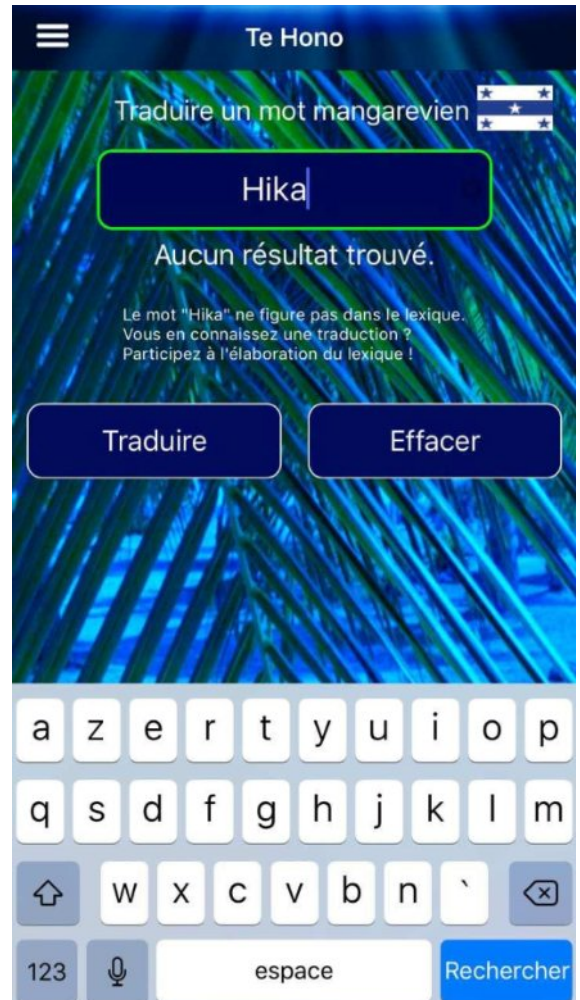 Te Hono
Traduire un mot mangarevien
Hika
Aucun résultat trouvé.
Le mot "Hika" ne figure pas dans le lexique.
Vous en connaissez une traduction ?
Participez à l'élaboration du lexique !
Traduire Effacer
a z e r t y u i o p
q s d f g h j k l m
w x c v b n `
123 espace Rechercher